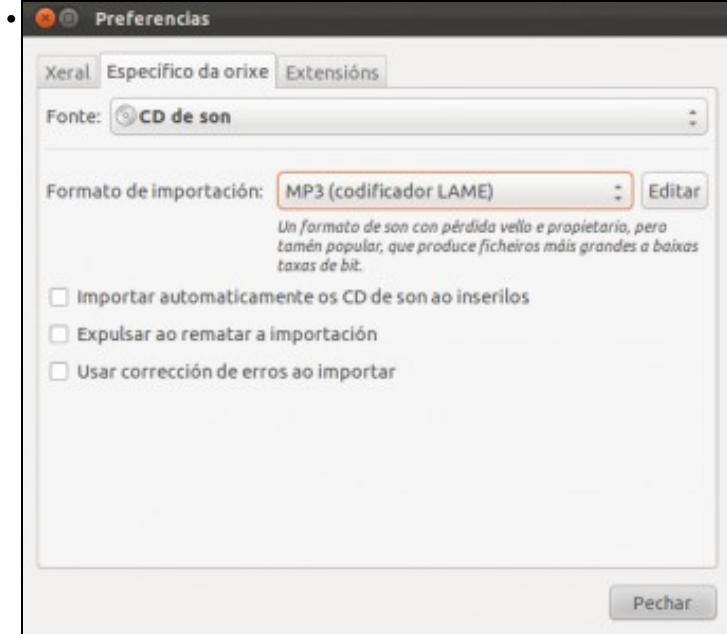 Preferencias
Xeral Específico da orixe Extensións
Fonte: CD de son
Formato de importación: MP3 (codificador LAME) Editar
Un formato de son con pérdida vello e propietario, pero
tamén popular, que produce ficheiros máis grandes a baixas
taxas de bit.
Importar automaticamente os CD de son ao inserilos
Expulsar ao rematar a importación
Usar corrección de erros ao importar
Pechar